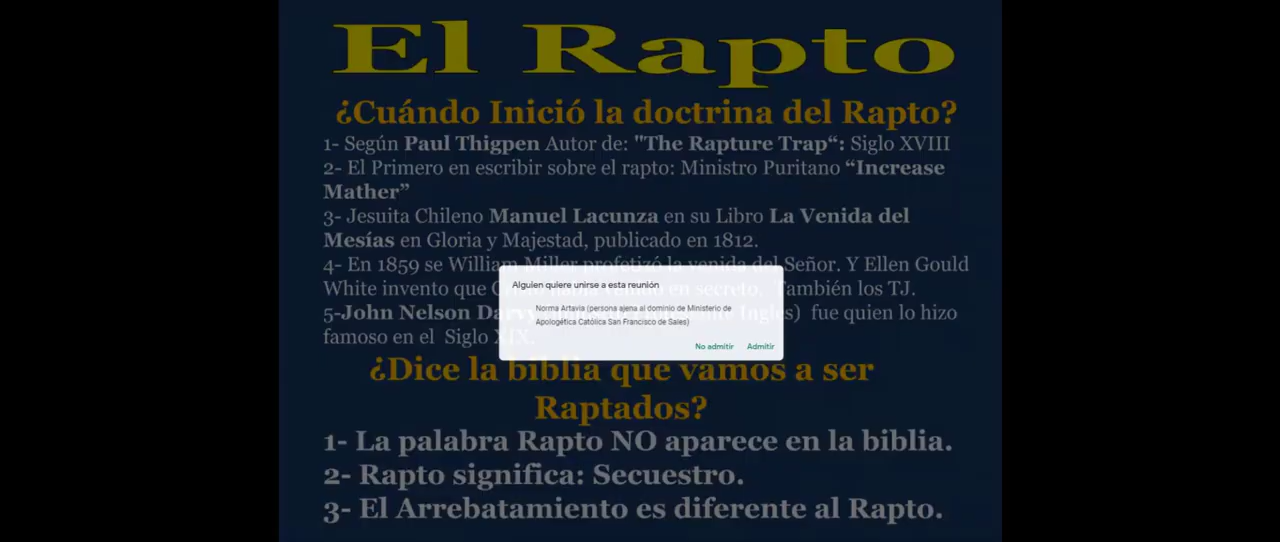 El Rapto
¿Cuándo Inició la doctrina del Rapto?
1- Según Paul Thigpen Autor de: "The Rapture Trap“: Siglo XVIII
2- El Primero en escribir sobre el rapto: Ministro Puritano “Increase
Mather”
3- Jesuita Chileno Manuel Lacunza en su Libro La Venida del
Mesías en Gloria y Majestad, publicado en 1812.
4- En 1859 se William Miller profetizó la venida del Señor. Y Ellen Gould
White invento que en secreto. También los TJ.
5-John Nelson Darvy fue quien lo hizo
famoso en el Siglo XIX.
Alguien quiere unirse a esta reunión
Norma Artavia (persona ajena al dominio de Ministerio de
Apologética Católica San Francisco de Sales)
No admitir Admitir
¿Dice la biblia que vamos a ser
Raptados?
1- La palabra Rapto NO aparece en la biblia.
2- Rapto significa: Secuestro.
3- El Arrebatamiento es diferente al Rapto.